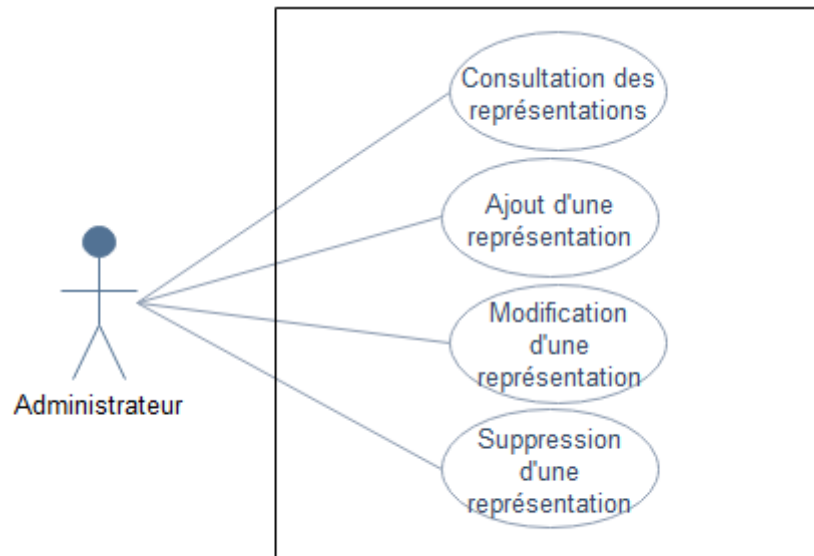 Consultation des
représentations
Ajout d'une
représentation
Modification
d'une
représentation
Administrateur
Suppression
d'une
représentation